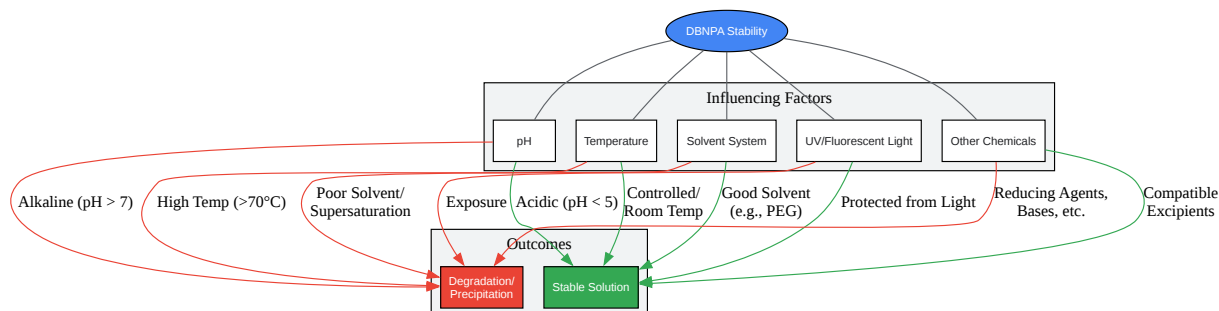 DBNPA Stability
Influencing Factors
pH
Temperature
Solvent System
UV/Fluorescent Light
Other Chemicals
Alkaline (pH > 7)
High Temp (>70°C)
Poor Solvent/
Supersaturation
Exposure
Acidic (pH < 5)
Controlled/
Room Temp
Good Solvent
(e.g., PEG)
Protected from Light
Reducing Agents,
Bases, etc.
Compatible
Excipients
Outcomes
Degradation/
Precipitation
Stable Solution